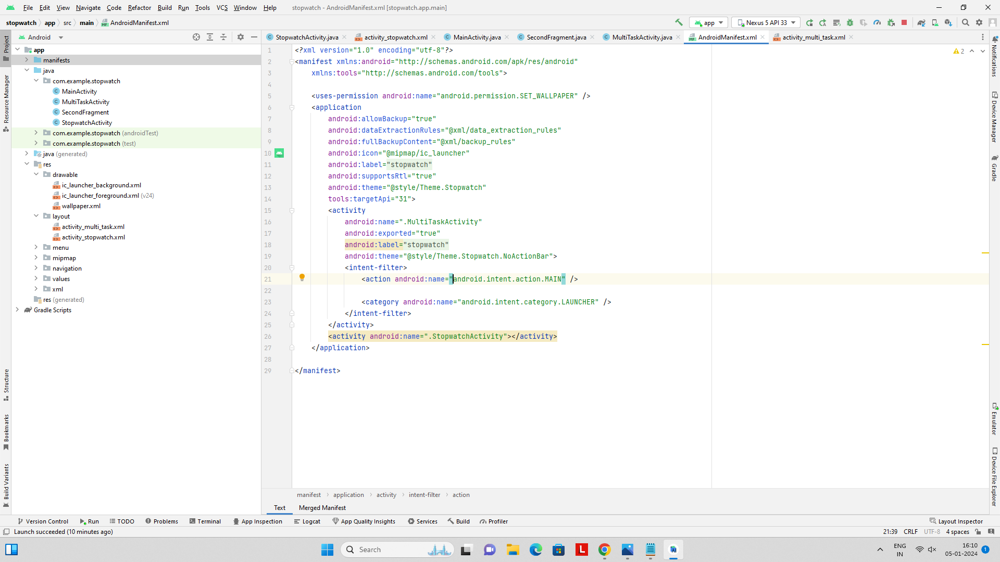 File Edit View Navigate Code Refactor Build Run Tools VCS Window Help stopwatch - AndroidManifest.xml [stopwatch.app.main]
stopwatch app src main AndroidManifest.xml app Nexus 5 API 33
Android StopwatchActivity.java activity_stopwatch.xml MainActivity.java SecondFragment.java MultiTaskActivity.java AndroidManifest.xml activity_multi_task.xml
Project
Resource Manager
Structure
Bookmarks
Build Variants
app
manifests
java
com.example.stopwatch
MainActivity
MultiTaskActivity
SecondFragment
StopwatchActivity
com.example.stopwatch (androidTest)
com.example.stopwatch (test)
java (generated)
res
drawable
ic_launcher_background.xml
ic_launcher_foreground.xml (v24)
wallpaper.xml
layout
activity_multi_task.xml
activity_stopwatch.xml
menu
mipmap
navigation
values
xml
res (generated)
Gradle Scripts
1 <?xml version="1.0" encoding="utf-8"?>
2 <manifest xmlns:android="http://schemas.android.com/apk/res/android"
3 xmlns:tools="http://schemas.android.com/tools">
4
5 <uses-permission android:name="android.permission.SET_WALLPAPER" />
6 <application
7 android:allowBackup="true"
8 android:dataExtractionRules="@xml/data_extraction_rules"
9 android:fullBackupContent="@xml/backup_rules"
10 android:icon="@mipmap/ic_launcher"
11 android:label="stopwatch"
12 android:supportsRtl="true"
13 android:theme="@style/Theme.Stopwatch"
14 tools:targetApi="31">
15 <activity
16 android:name=".MultiTaskActivity"
17 android:exported="true"
18 android:label="stopwatch"
19 android:theme="@style/Theme.Stopwatch.NoActionBar">
20 <intent-filter>
21 <action android:name="android.intent.action.MAIN" />
22
23 <category android:name="android.intent.category.LAUNCHER" />
24 </intent-filter>
25 </activity>
26 <activity android:name=".StopwatchActivity"></activity>
27 </application>
28
29 </manifest>
2
Notifications
Device Manager
Gradle
Emulator
Device File Explorer
manifest application activity intent-filter action
Text Merged Manifest
Version Control Run TODO Problems Terminal App Inspection Logcat App Quality Insights Services Build Profiler Layout Inspector
Launch succeeded (10 minutes ago) 21:39 CRLF UTF-8 4 spaces
Search ENG IN 16:10 05-01-2024 1